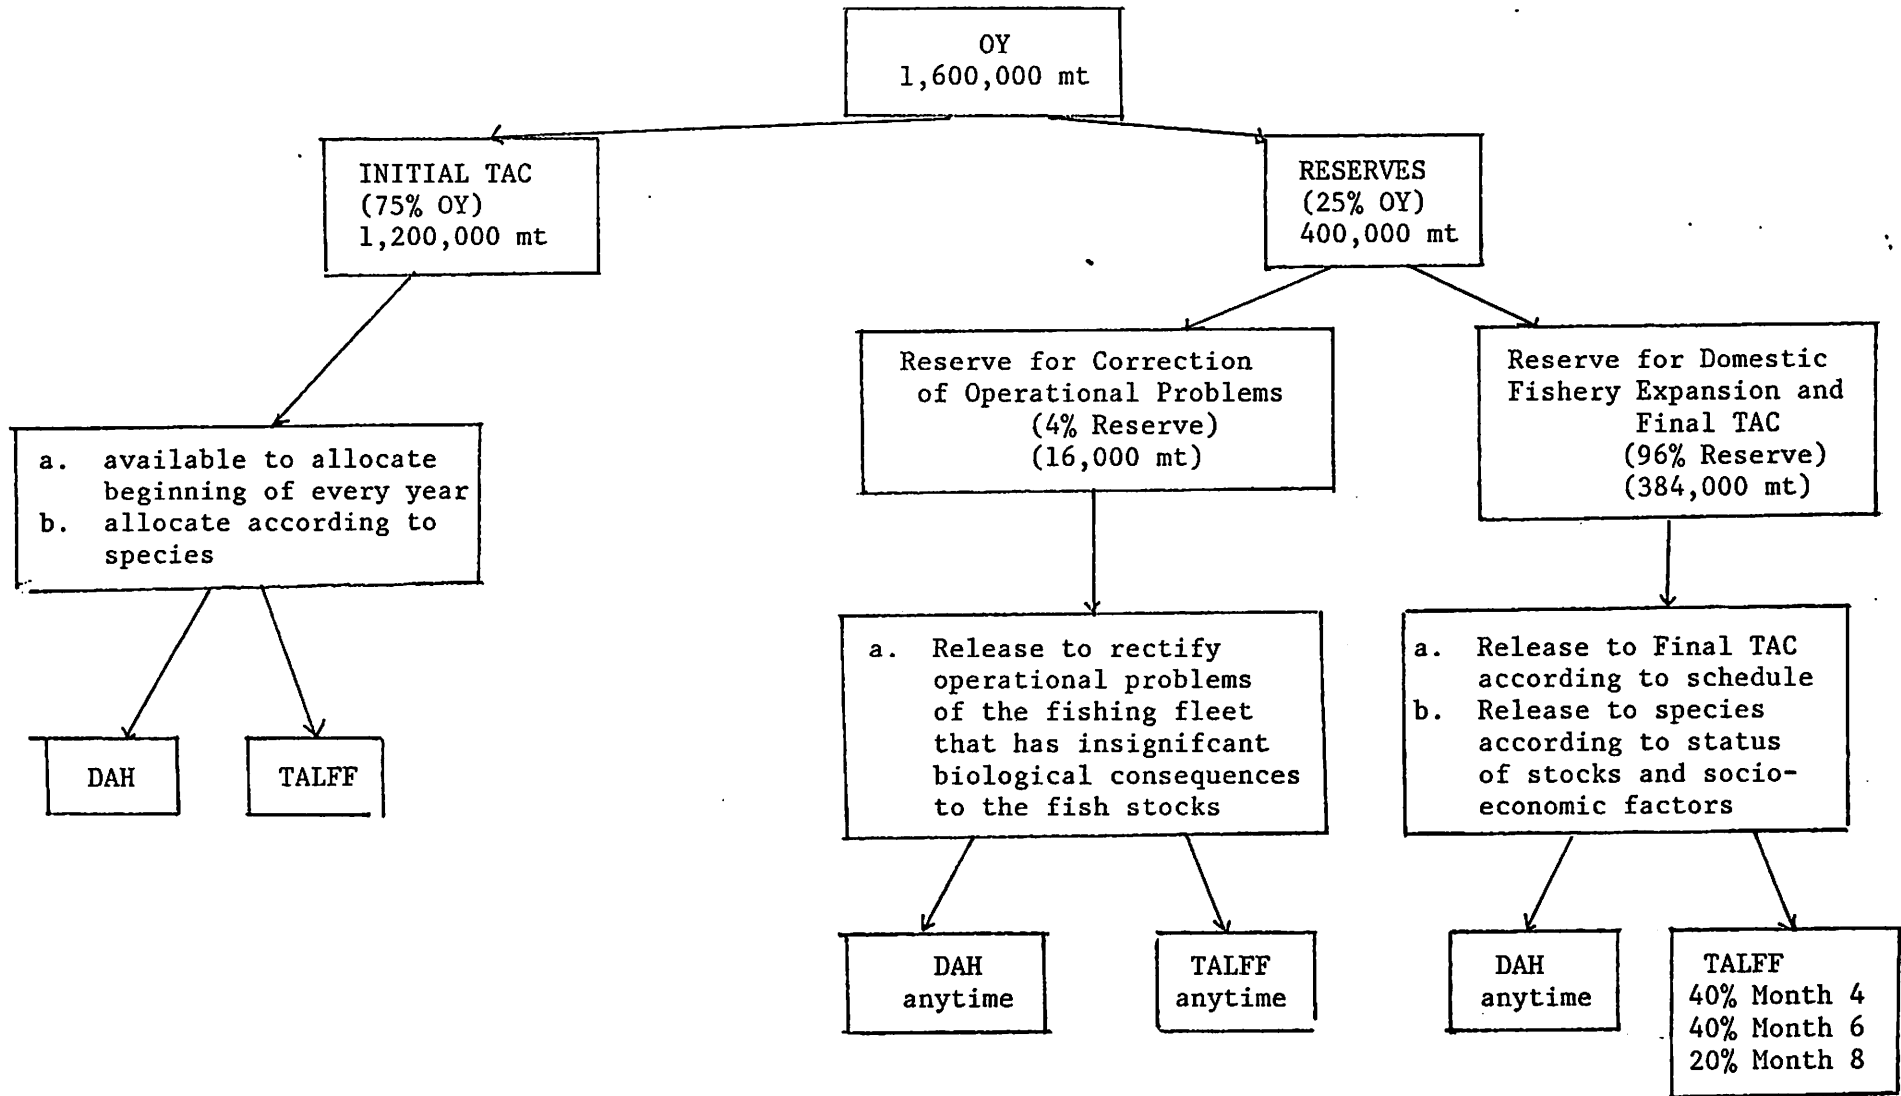 OY
1,600,000 mt
INITIAL TAC
(75% OY)
1,200,000 mt
RESERVES
(25% OY)
400,000 mt
Reserve for Correction
of Operational Problems
(4% Reserve)
(16,000 mt)
Reserve for Domestic
Fishery Expansion and
Final TAC
(96% Reserve)
(384,000 mt)
a. available to allocate
beginning of every year
b. allocate according to
species
a. Release to rectify
operational problems
of the fishing fleet
that has insignifcant
biological consequences
to the fish stocks
a. Release to Final TAC
according to schedule
b. Release to species
according to status
of stocks and socio-
economic factors
DAH
TALFF
DAH
anytime
TALFF
anytime
DAH
anytime
TALFF
40% Month 4
40% Month 6
20% Month 8